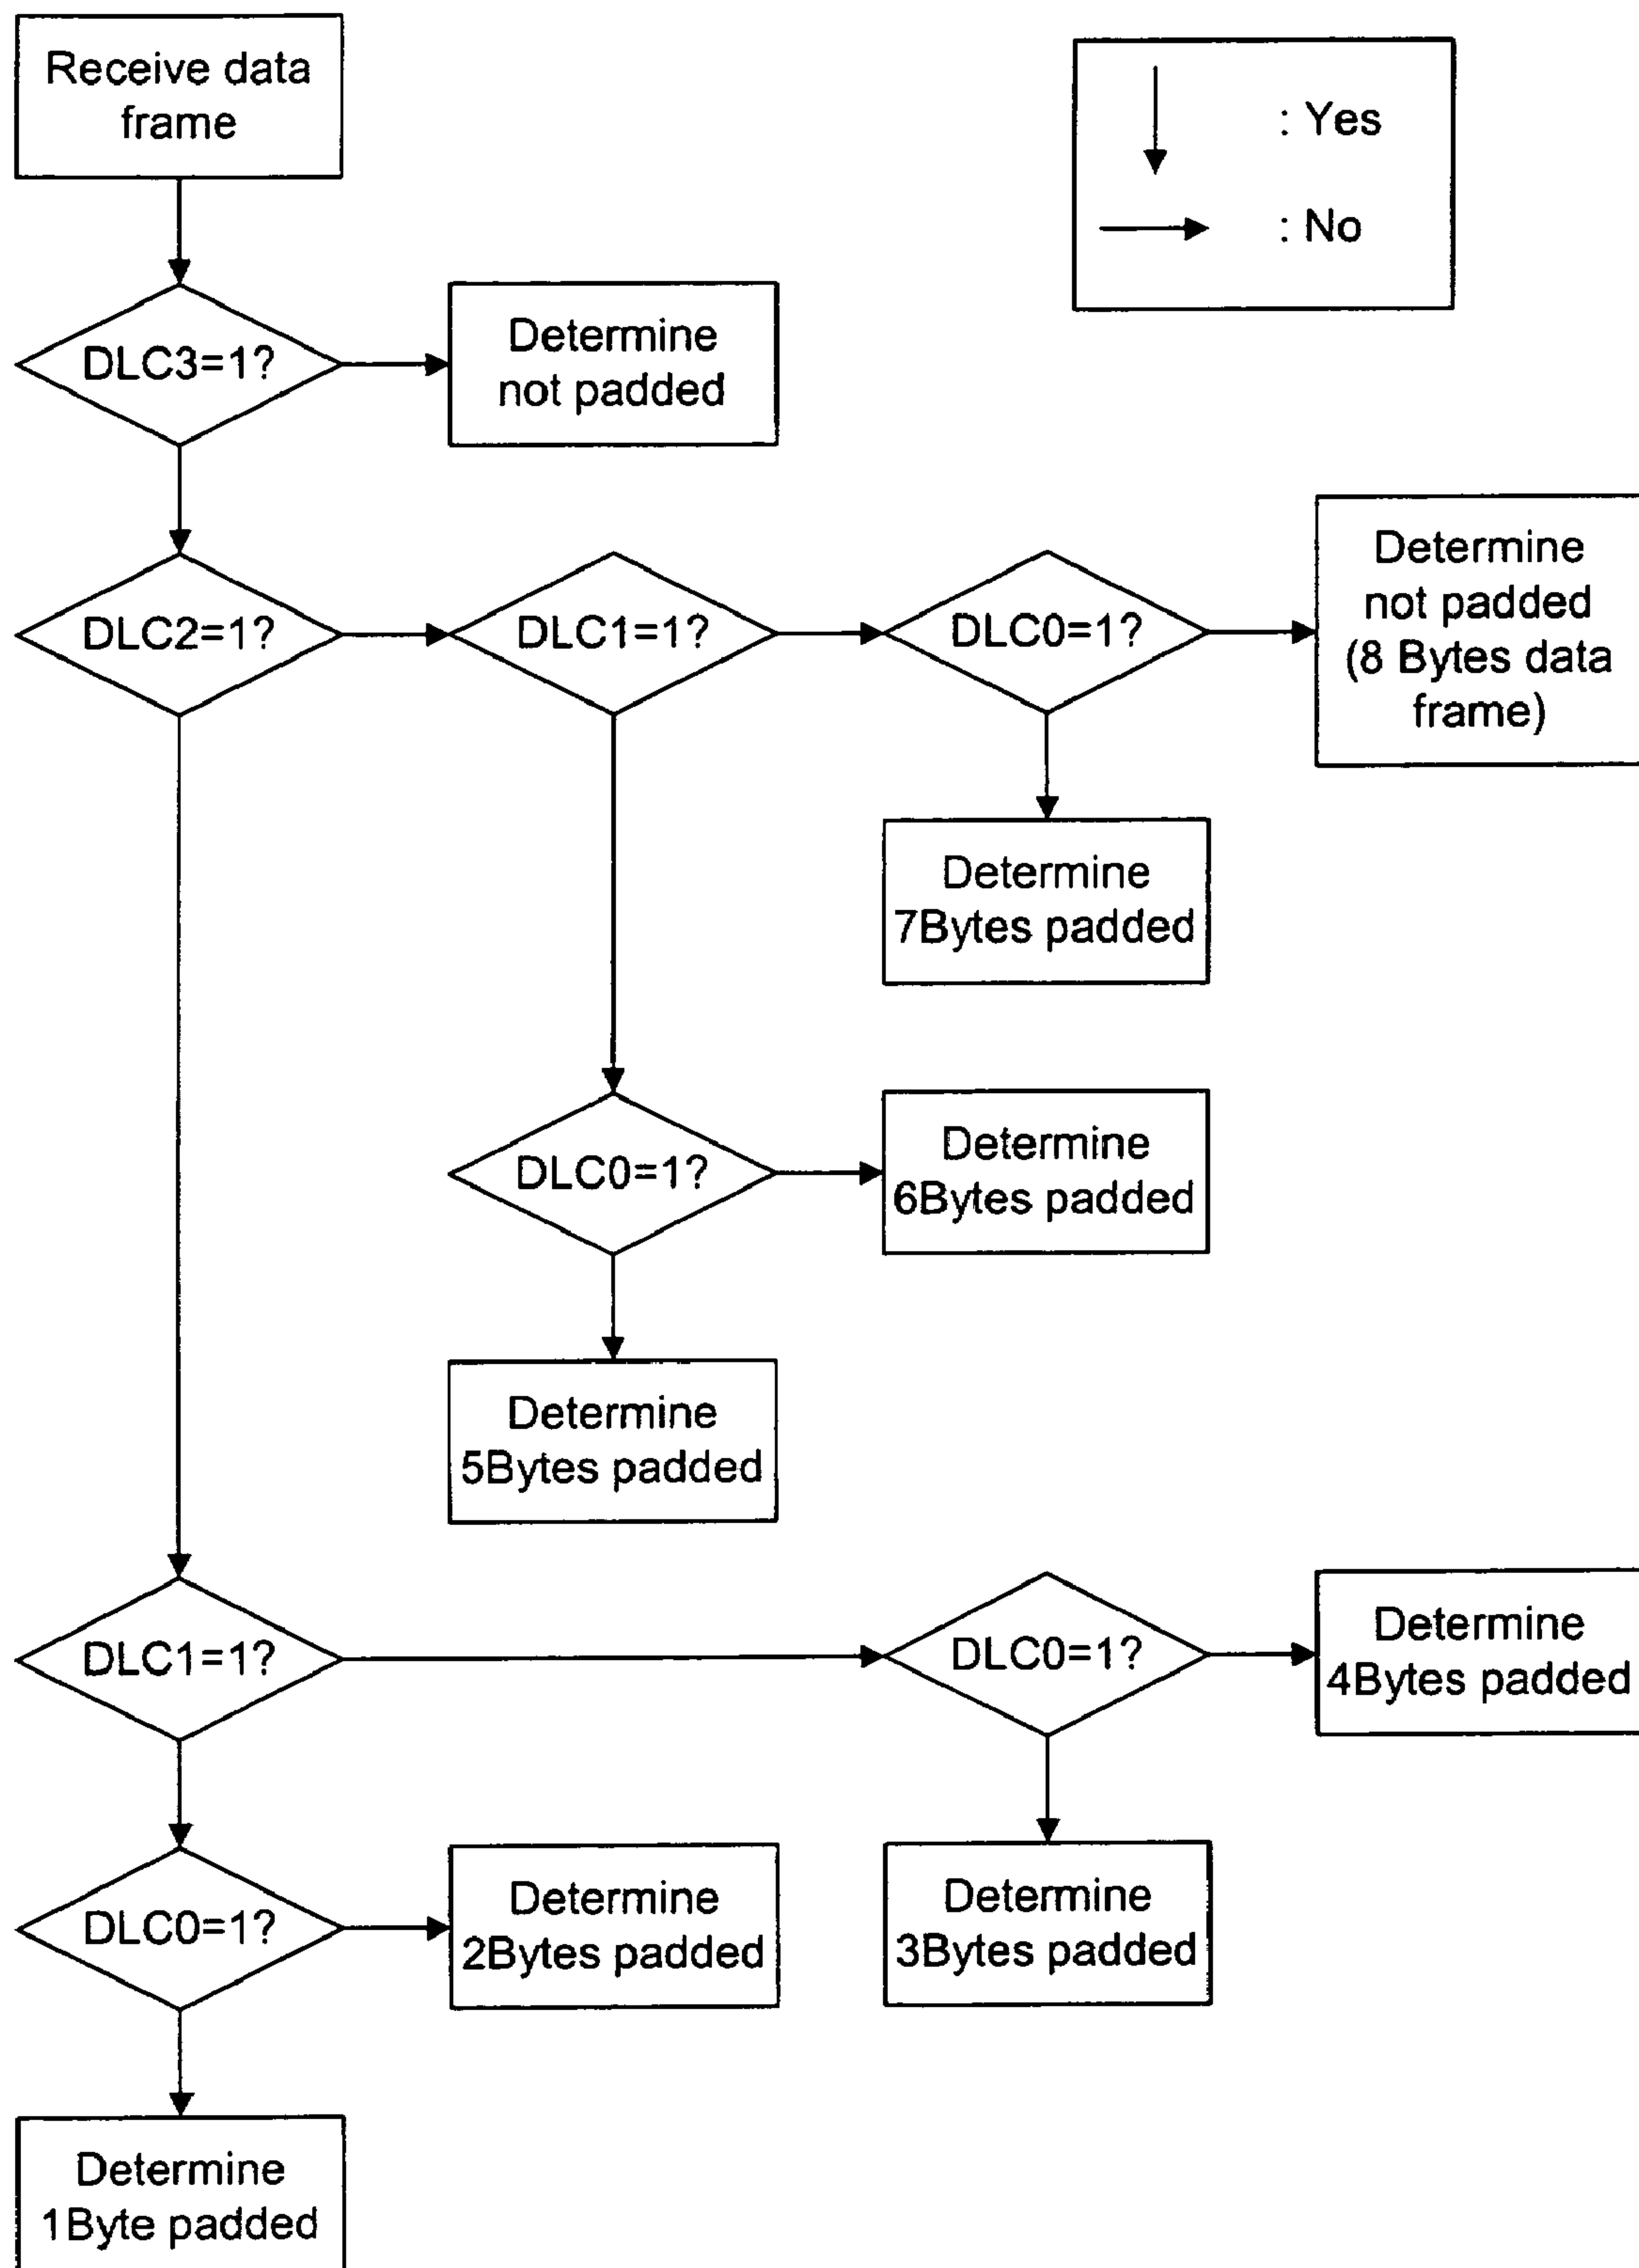 Receive data
frame
: Yes
: No
DLC3=1?
Determine
not padded
DLC2=1?
DLC1=1?
DLC0=1?
Determine
not padded
(8 Bytes data
frame)
Determine
7Bytes padded
DLC0=1?
Determine
6Bytes padded
Determine
5Bytes padded
DLC1=1?
DLC0=1?
Determine
4Bytes padded
DLC0=1?
Determine
2Bytes padded
Determine
3Bytes padded
Determine
1Byte padded